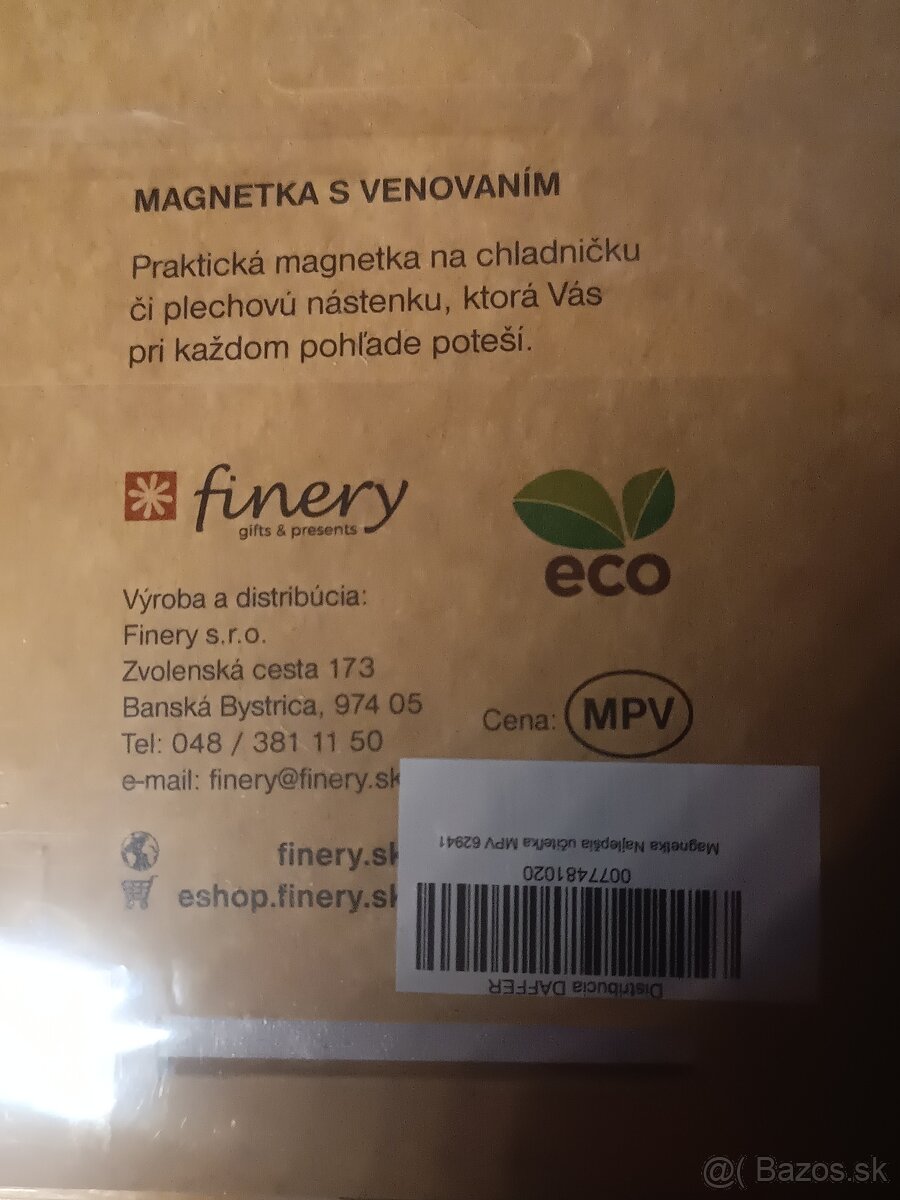 MAGNETKA S VENOVANÍM
Praktická magnetka na chladničku
či plechovú nástenku, ktorá Vás
pri každom pohľade poteší.
finery
gifts & presents
eco
Výroba a distribúcia:
Finery s.r.o.
Zvolenská cesta 173
Banská Bystrica, 974 05
Tel: 048 / 381 11 50
e-mail: finery@finery.sk
Cena: MPV
finery.sk
eshop.finery.sk
Magnetka Najlepšia učiteľka MPV 62941
0077481020
Distribucia DAFFER
@( Bazos.sk